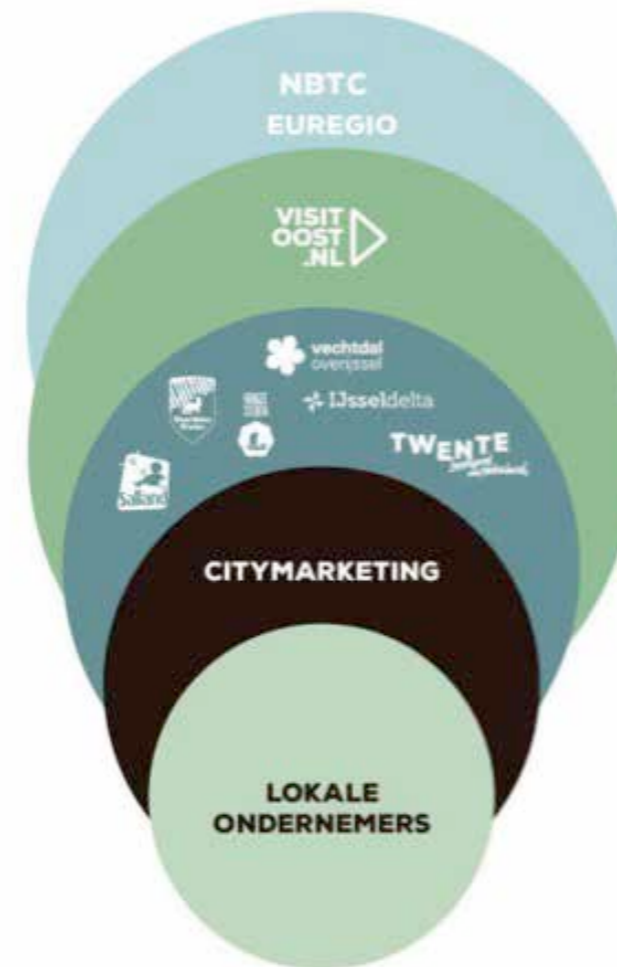 NBTC
EUREGIO
VISIT
OOST
.NL
vechtdal
overijssel
IJsseldelta
TWENTE
Salland
CITYMARKETING
LOKALE
ONDERNEMERS